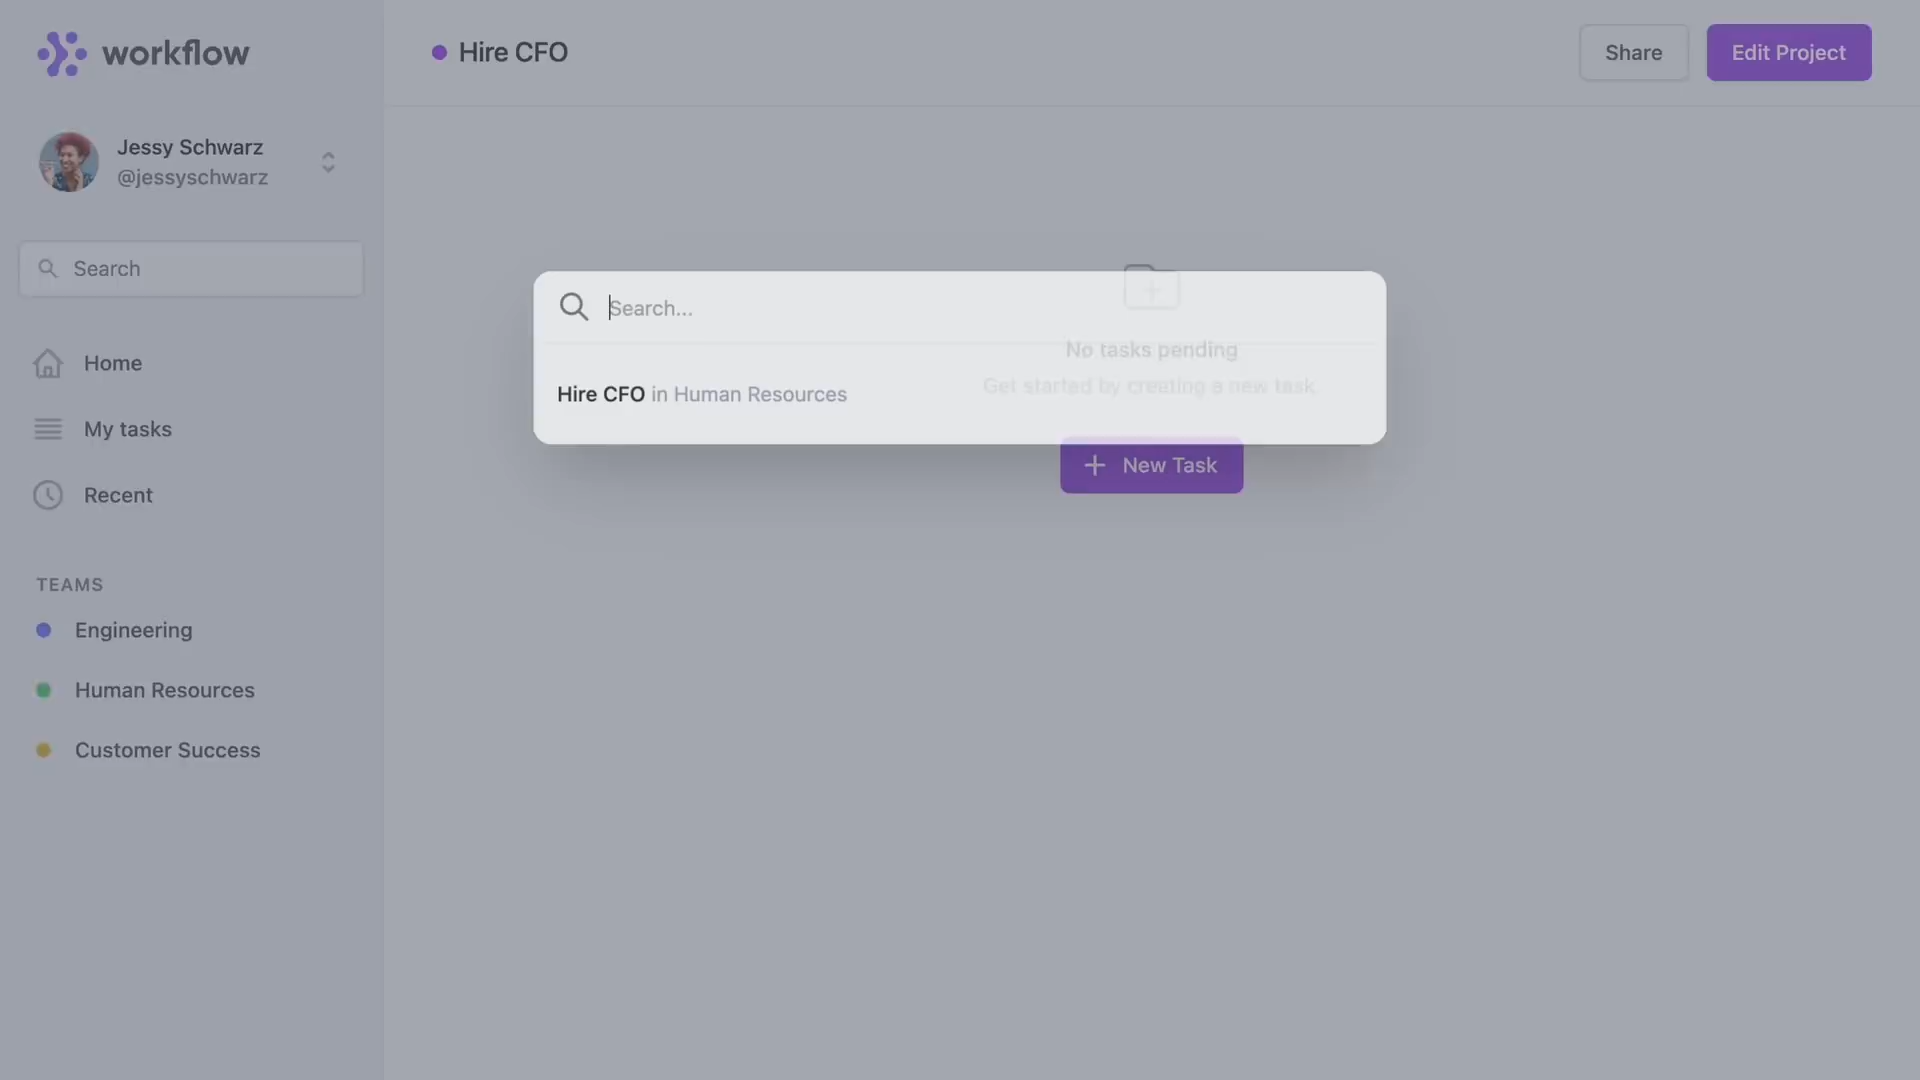 workflow
Jessy Schwarz
@jessyschwarz
Search
Home
My tasks
Recent
TEAMS
Engineering
Human Resources
Customer Success
Hire CFO
Share
Edit Project
Search...
Hire CFO in Human Resources
No tasks pending
Get started by creating a new task
New Task